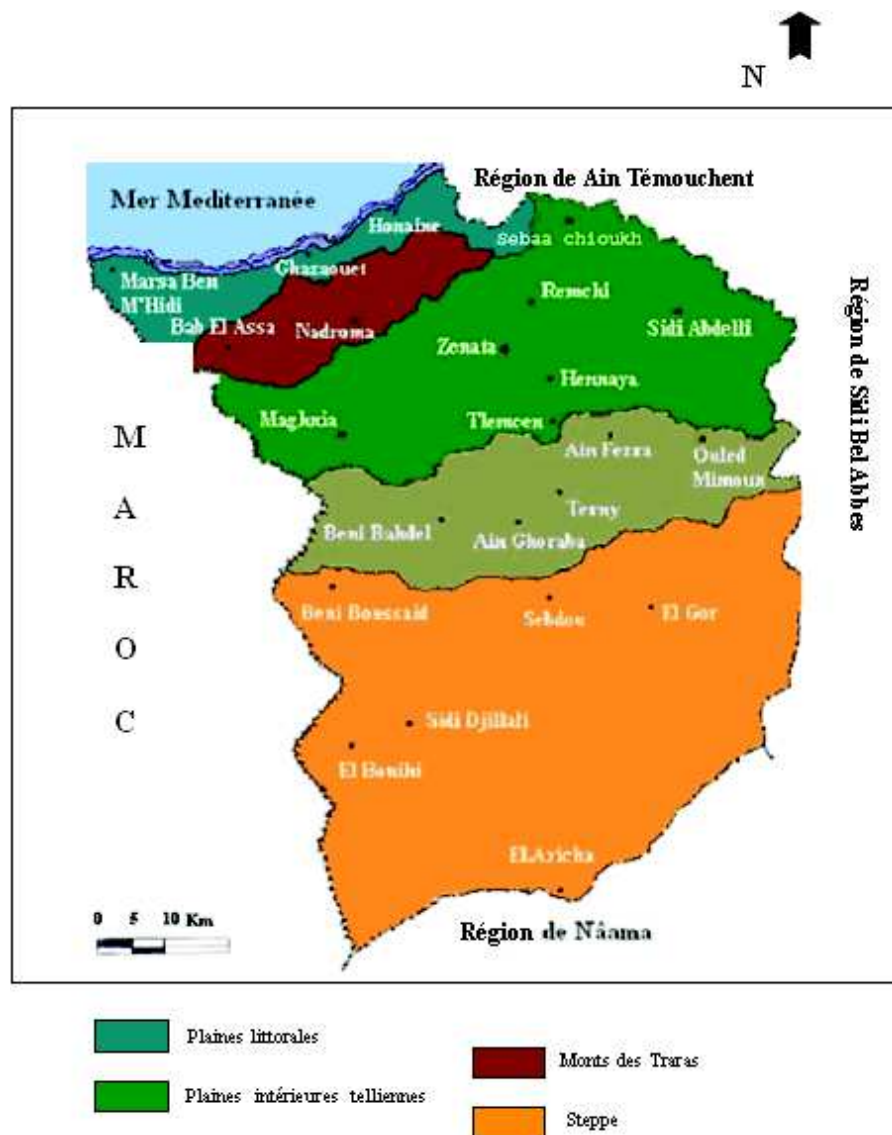 N
Région de Ain Témouchent
Mer Mediterranée
Honaine
Sebaa chioukh
Ghazaouet
Marsa Ben
M'Hidi
Bab El Assa
Nadroma
Remchi
Sidi Abdelli
Zenata
Hennaya
Maghnia
Tlemcen
Région de Sidi Bel Abbes
M
A
R
O
C
Ain Fezza
Ouled
Mimoun
Terny
Beni Bahdel
Ain Ghoraba
Beni Boussaid
Sebdou
El Gor
Sidi Djillali
El Bouihi
El.Aricha
0 5 10 Km
Région de Nâama
Plaines littorales
Monts des Traras
Plaines intérieures telliennes
Steppe